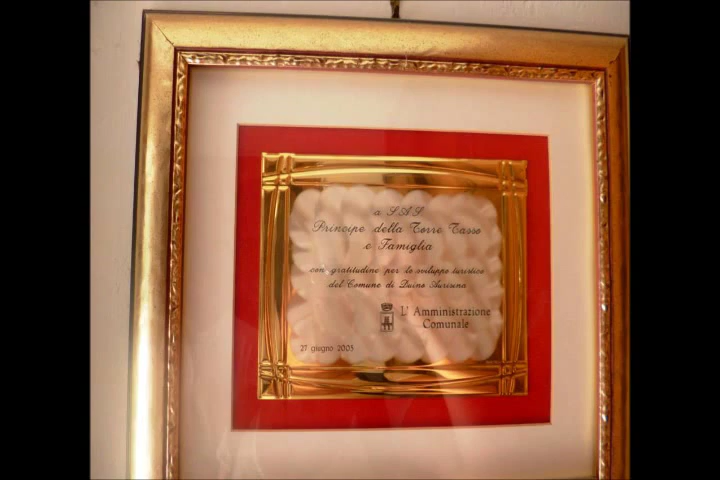 a SAS
Principe della Torre Tasso
e Famiglia
con gratitudine per lo sviluppo turistico
del Comune di Duino Aurisina
L' Amministrazione
Comunale
27 giugno 2003